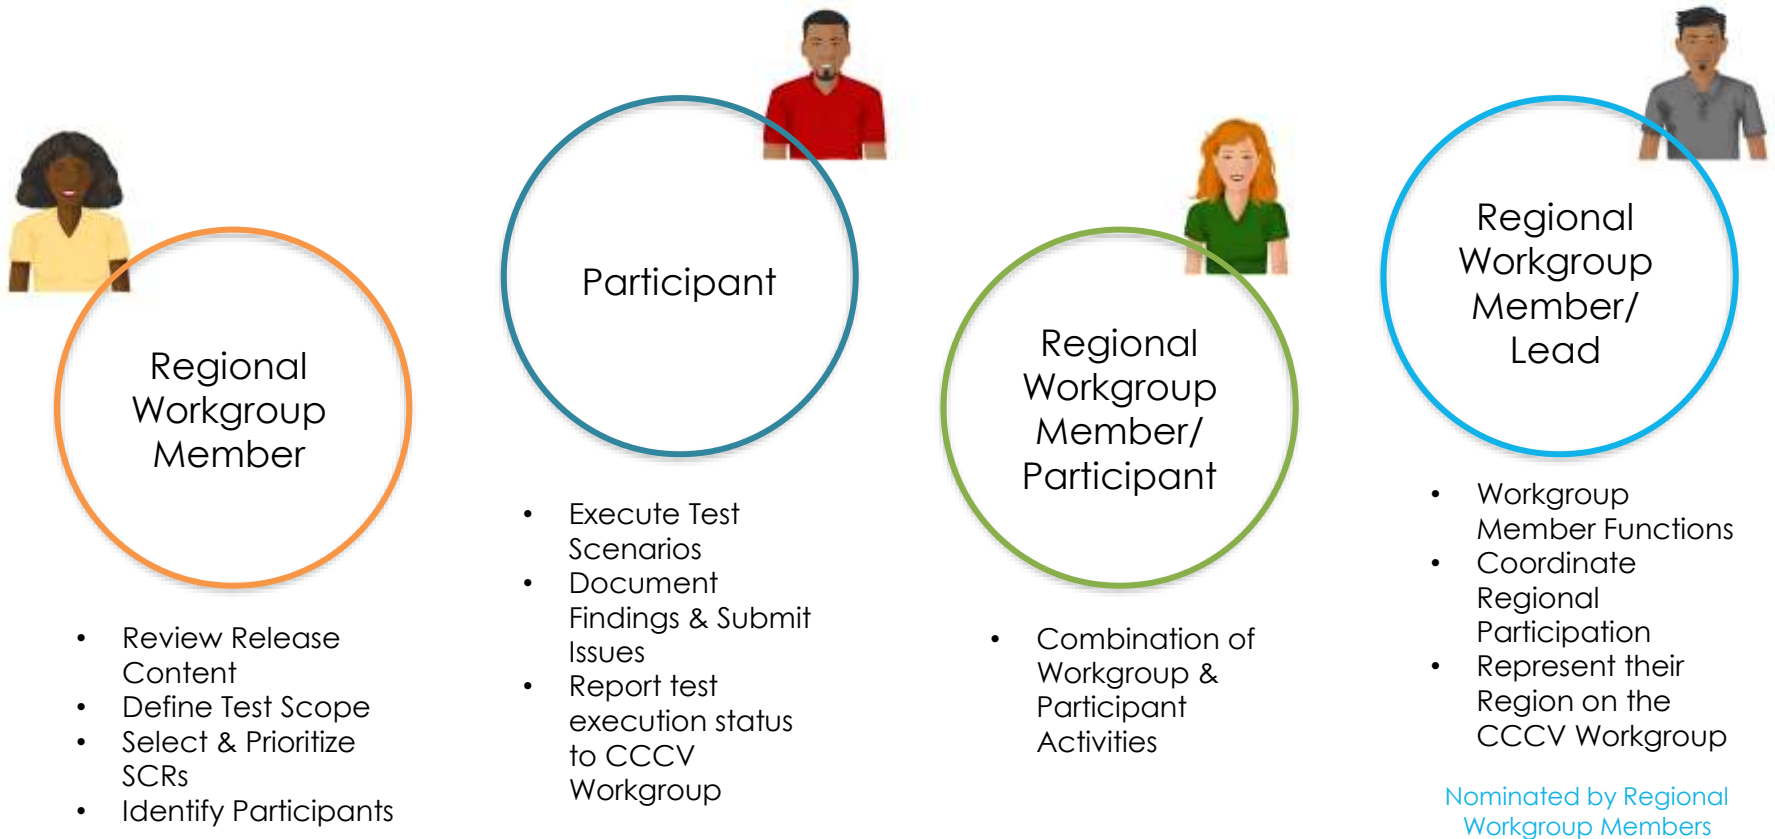 Regional
Workgroup
Member
• Review Release
Content
• Define Test Scope
• Select & Prioritize
SCRs
• Identify Participants
Participant
• Execute Test
Scenarios
• Document
Findings & Submit
Issues
• Report test
execution status
to CCCV
Workgroup
Regional
Workgroup
Member/
Participant
• Combination of
Workgroup &
Participant
Activities
Regional
Workgroup
Member/
Lead
• Workgroup
Member Functions
• Coordinate
Regional
Participation
• Represent their
Region on the
CCCV Workgroup
Nominated by Regional
Workgroup Members